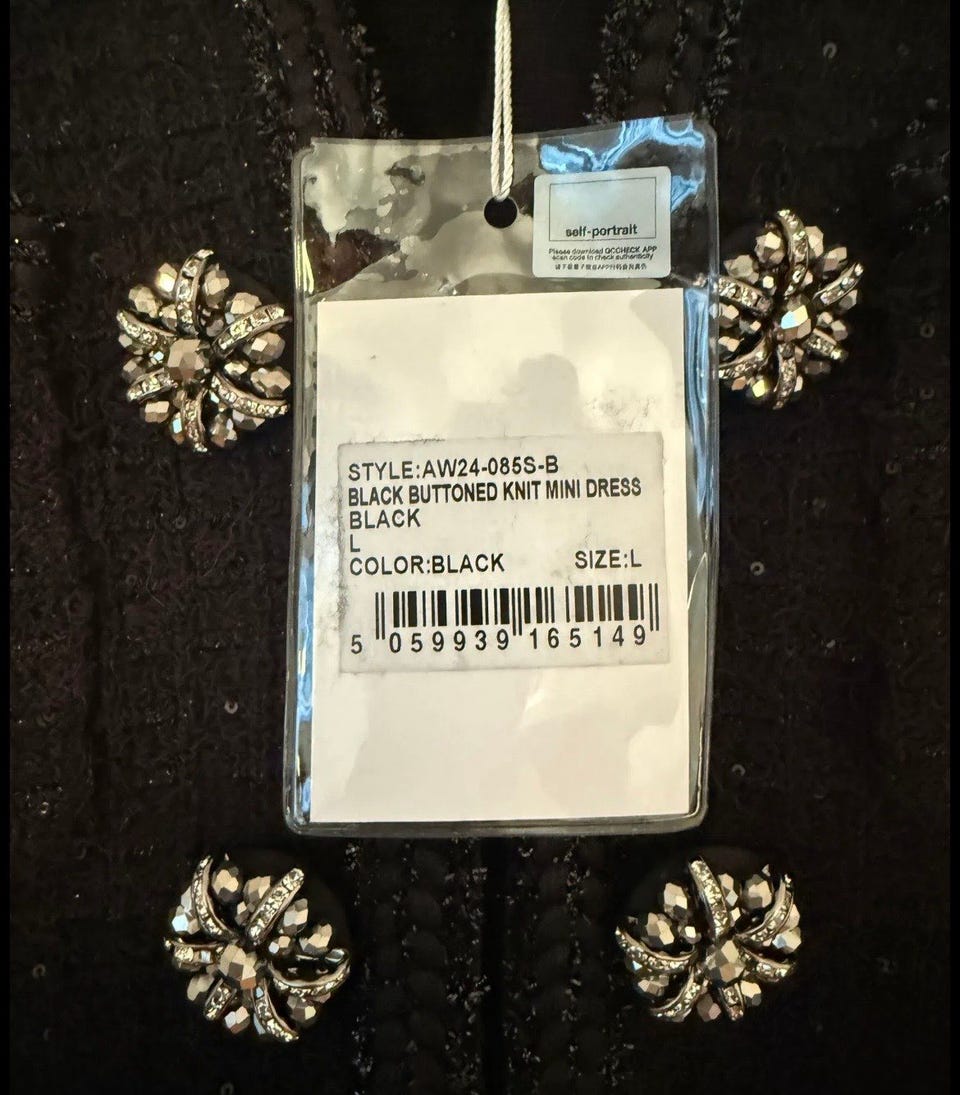 self-portrait
Please download QCCHECK APP
scan code to check authenticity
STYLE:AW24-085S-B
BLACK BUTTONED KNIT MINI DRESS
BLACK
L
COLOR:BLACK SIZE:L
5 059939 165149